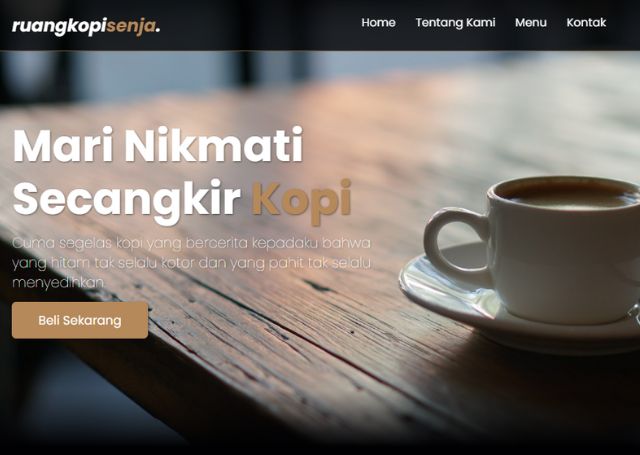 ruangkopisenja.
Home Tentang Kami Menu Kontak
Mari Nikmati
Secangkir Kopi
Cuma segelas kopi yang bercerita kepadaku bahwa
yang hitam tak selalu kotor dan yang pahit tak selalu
menyedihkan.
Beli Sekarang